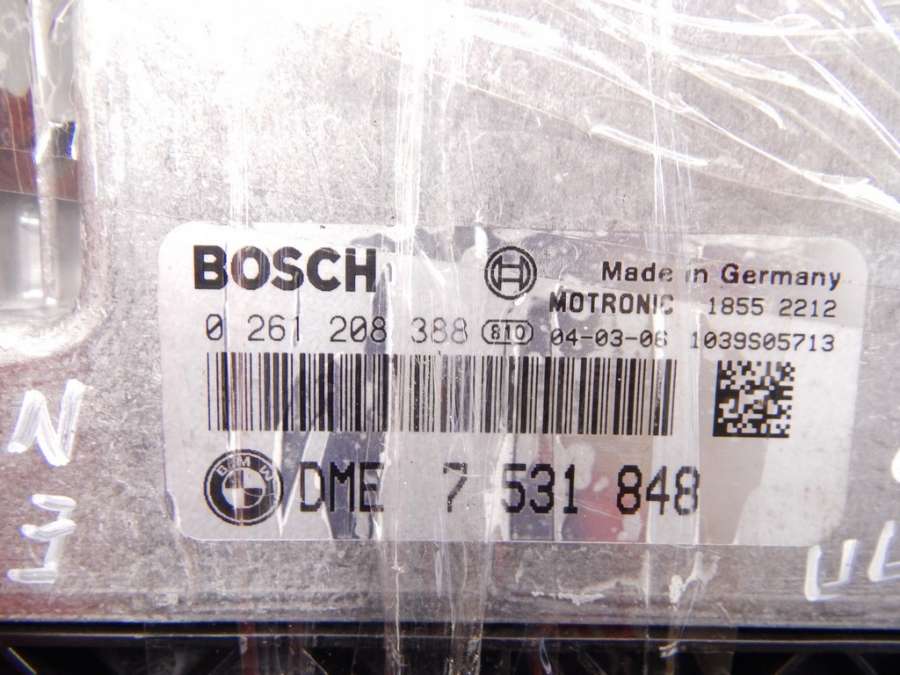 BOSCH
Made in Germany
MOTRONIC 1855 2212
0 261 208 388 810 04-03-06 1039S05713
BMW
DME 7 531 848